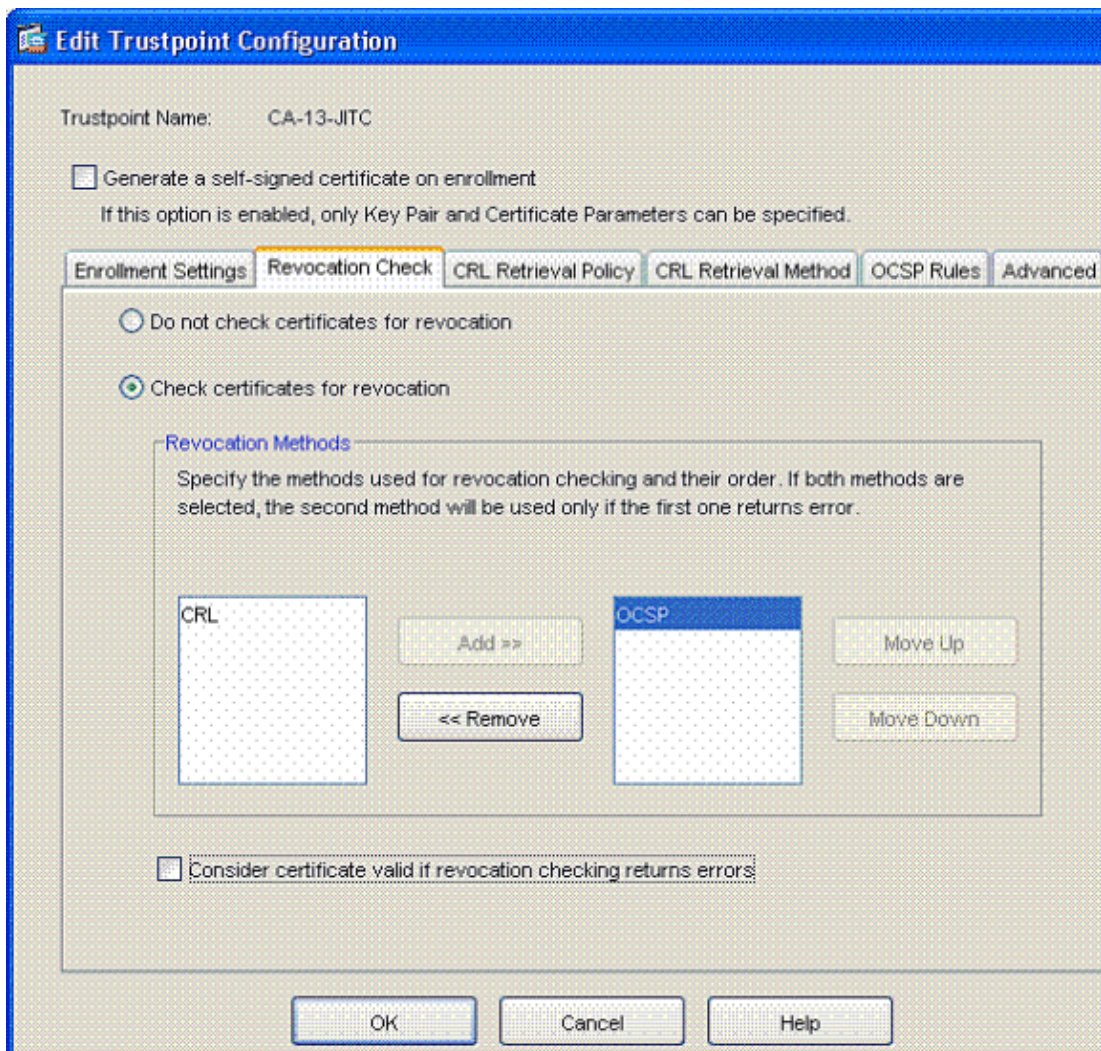 Edit Trustpoint Configuration
Trustpoint Name: CA-13-JITC
Generate a self-signed certificate on enrollment
If this option is enabled, only Key Pair and Certificate Parameters can be specified.
Enrollment Settings Revocation Check CRL Retrieval Policy CRL Retrieval Method OCSP Rules Advanced
Do not check certificates for revocation
Check certificates for revocation
Revocation Methods
Specify the methods used for revocation checking and their order. If both methods are
selected, the second method will be used only if the first one returns error.
CRL Add >> OCSP Move Up
<< Remove Move Down
Consider certificate valid if revocation checking returns errors
OK Cancel Help